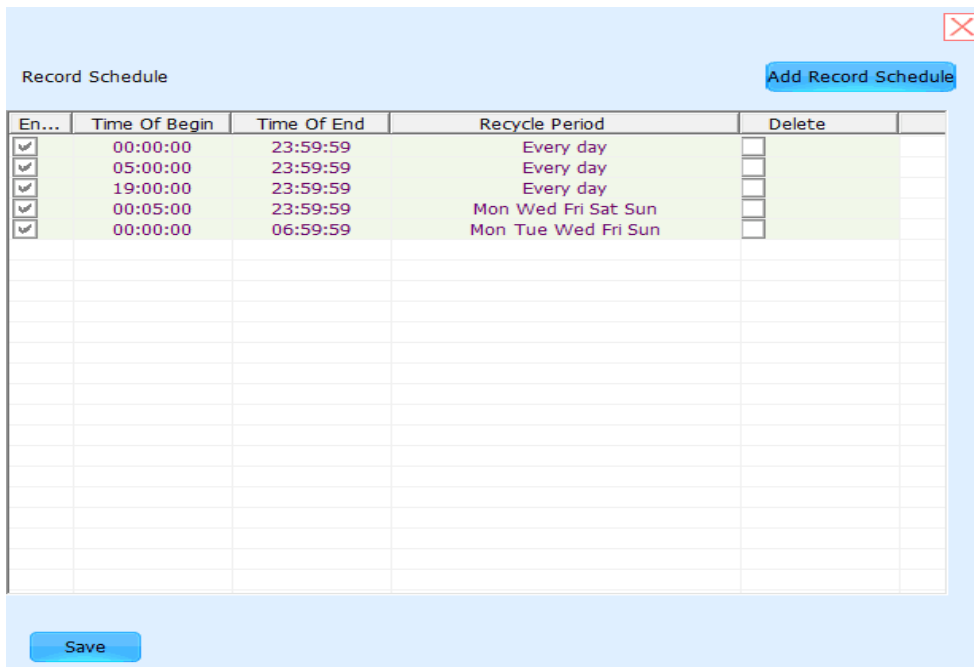 Record Schedule Add Record Schedule
En... Time Of Begin Time Of End Recycle Period Delete
00:00:00 23:59:59 Every day
05:00:00 23:59:59 Every day
19:00:00 23:59:59 Every day
00:05:00 23:59:59 Mon Wed Fri Sat Sun
00:00:00 06:59:59 Mon Tue Wed Fri Sun
Save